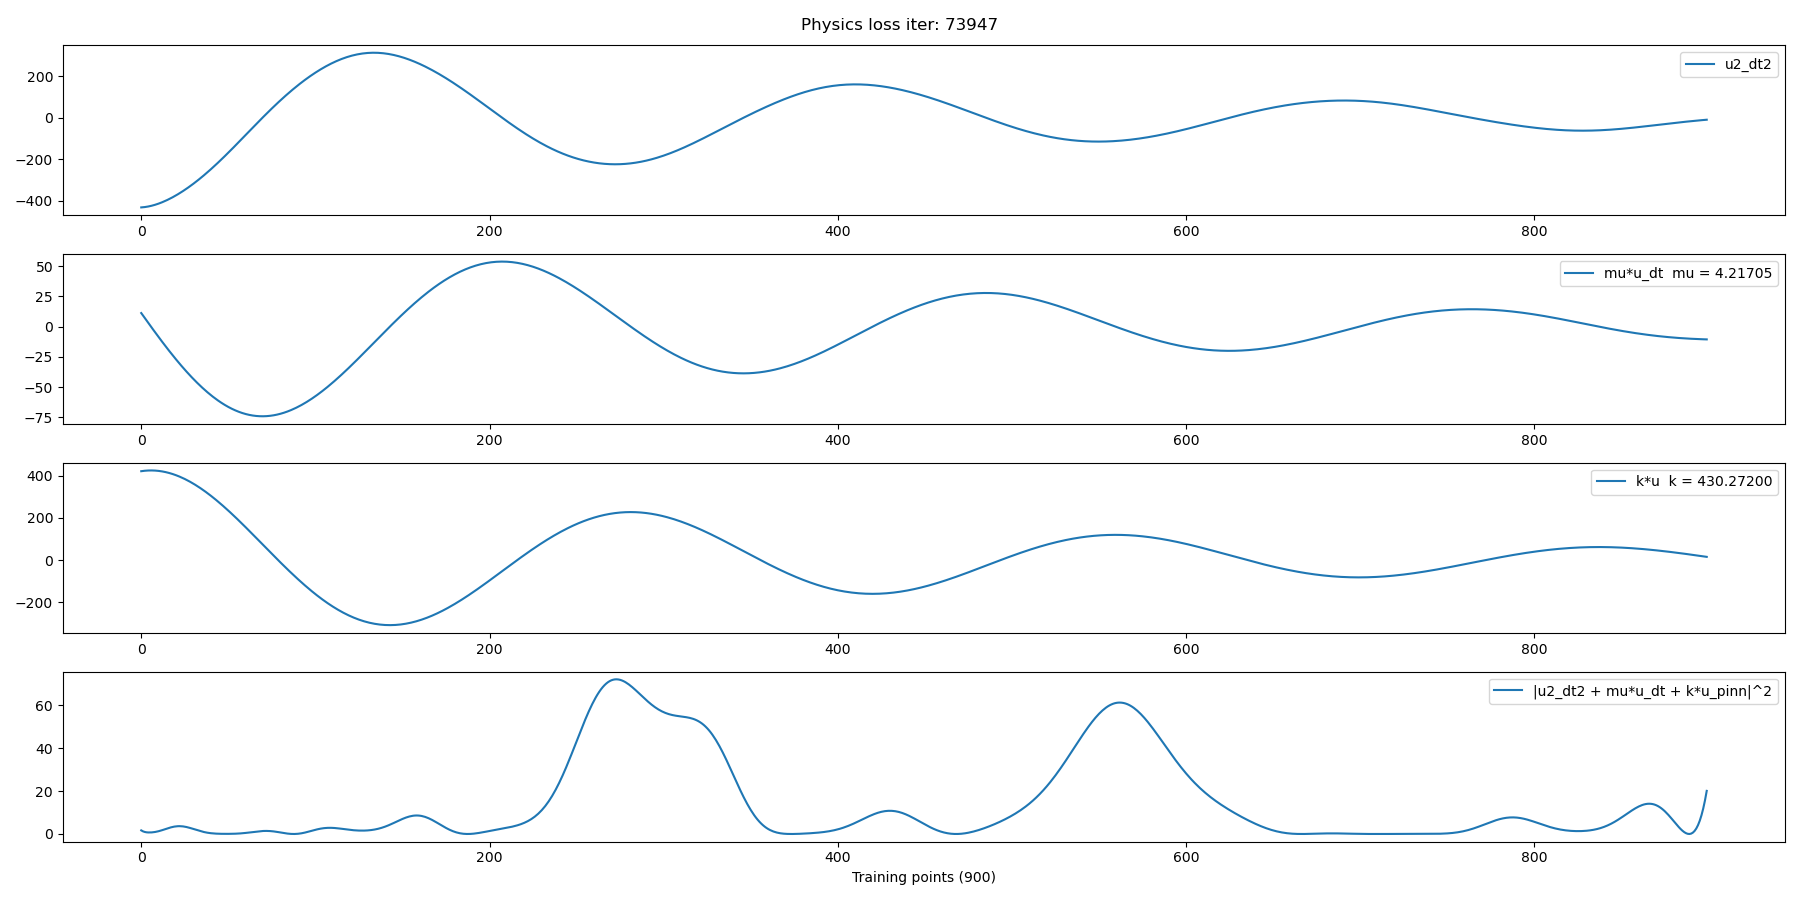 Physics loss iter: 73947
u2_dt2
200
0
−200
−400
0 200 400 600 800
mu*u_dt  mu = 4.21705
50
25
0
−25
−50
−75
0 200 400 600 800
k*u  k = 430.27200
400
200
0
−200
0 200 400 600 800
|u2_dt2 + mu*u_dt + k*u_pinn|^2
60
40
20
0
0 200 400 600 800
Training points (900)